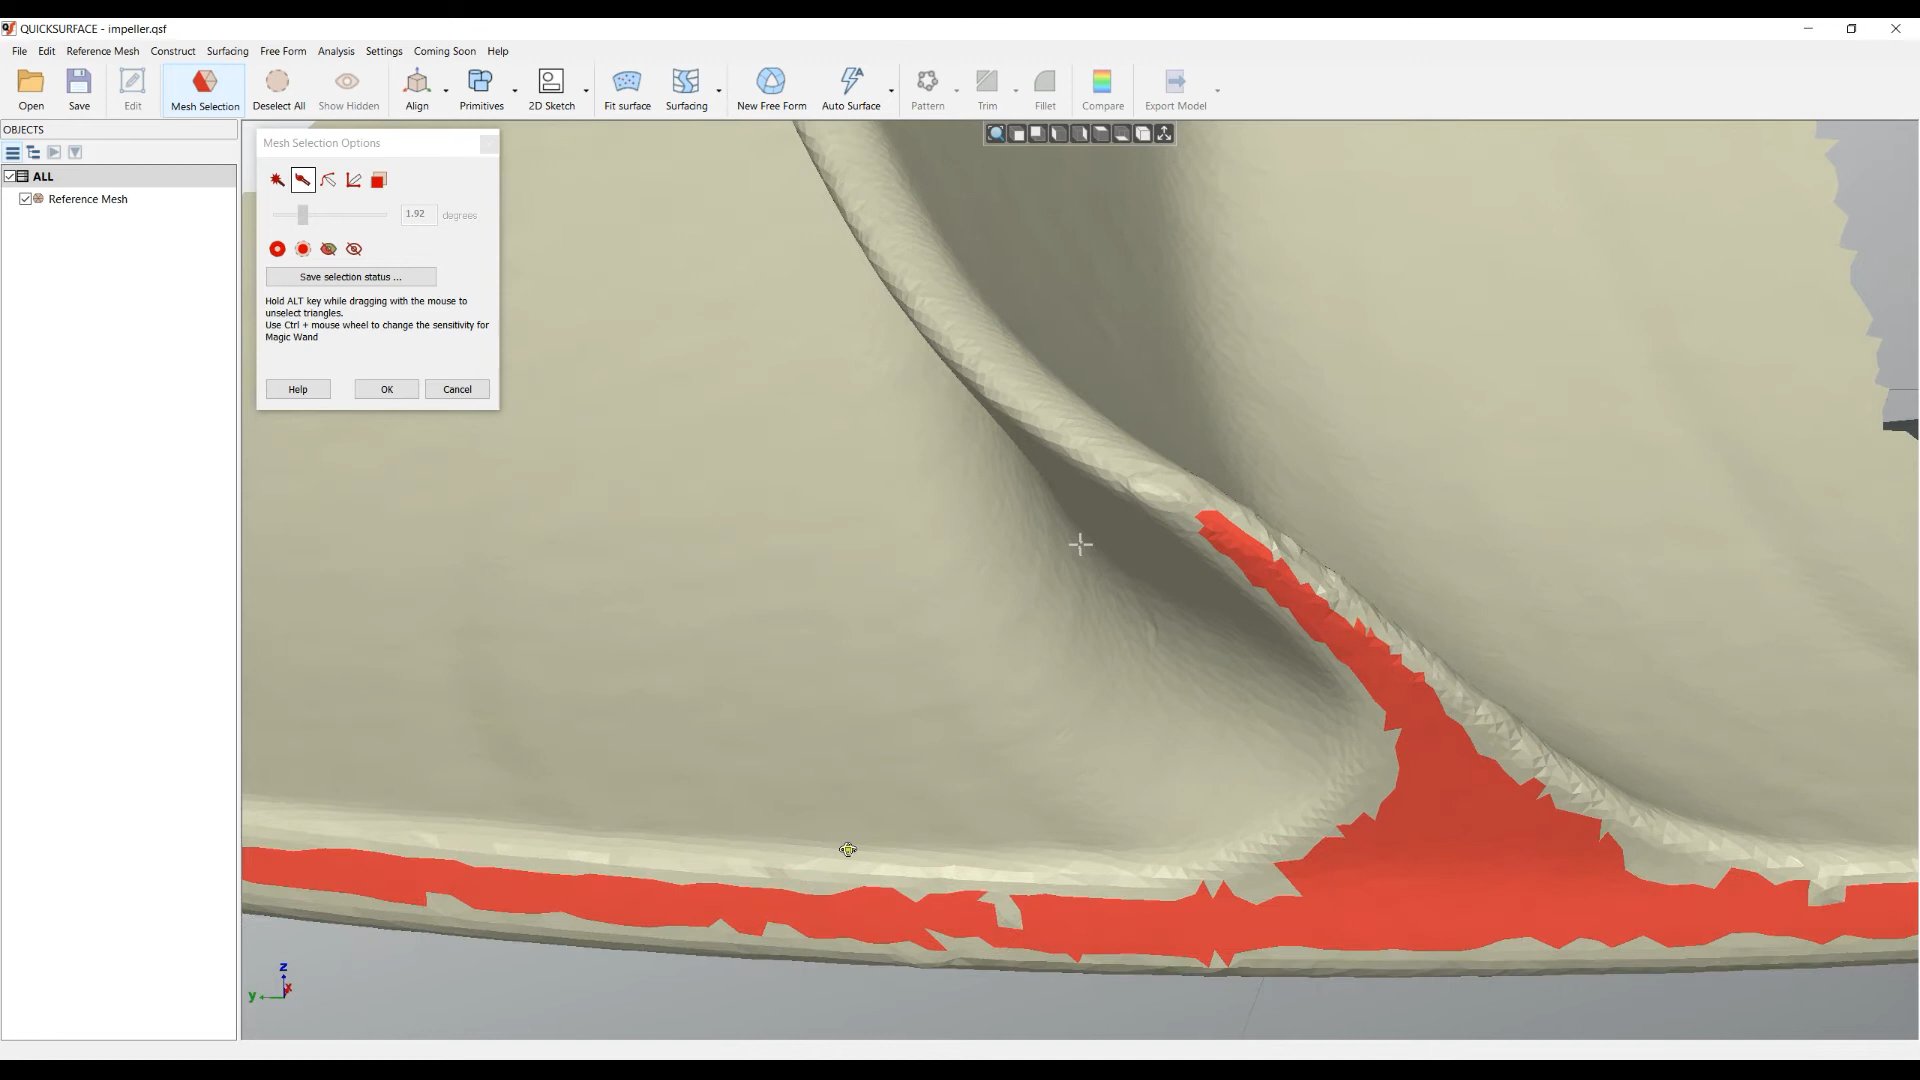 QUICKSURFACE - impeller.qsf
File Edit Reference Mesh Construct Surfacing Free Form Analysis Settings Coming Soon Help
Open Save Edit Mesh Selection Deselect All Show Hidden Align Primitives 2D Sketch Fit surface Surfacing New Free Form Auto Surface Pattern Trim Fillet Compare Export Model
OBJECTS
ALL
Reference Mesh
Mesh Selection Options
1.92 degrees
Save selection status ...
Hold ALT key while dragging with the mouse to
unselect triangles.
Use Ctrl + mouse wheel to change the sensitivity for
Magic Wand
Help OK Cancel
z
y x